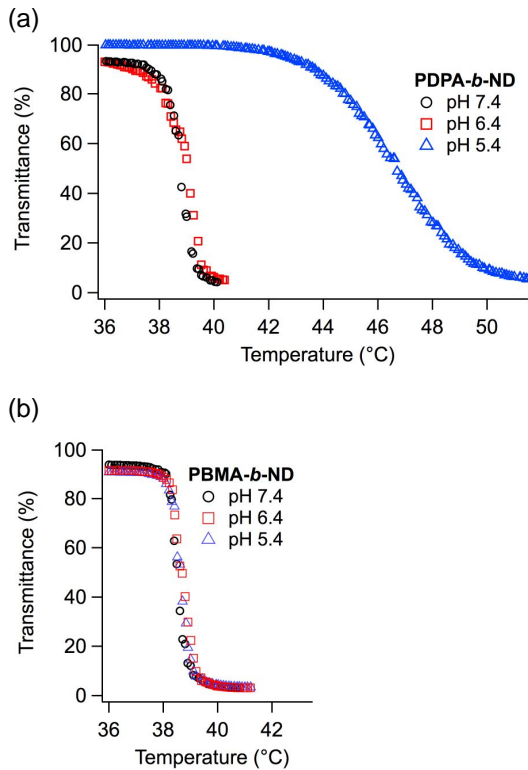 (a)
100
80
60
40
20
0
Transmittance (%)
PDPA-b-ND
pH 7.4
pH 6.4
pH 5.4
36 38 40 42 44 46 48 50
Temperature (°C)
(b)
100
80
60
40
20
0
Transmittance (%)
PBMA-b-ND
pH 7.4
pH 6.4
pH 5.4
36 38 40 42
Temperature (°C)